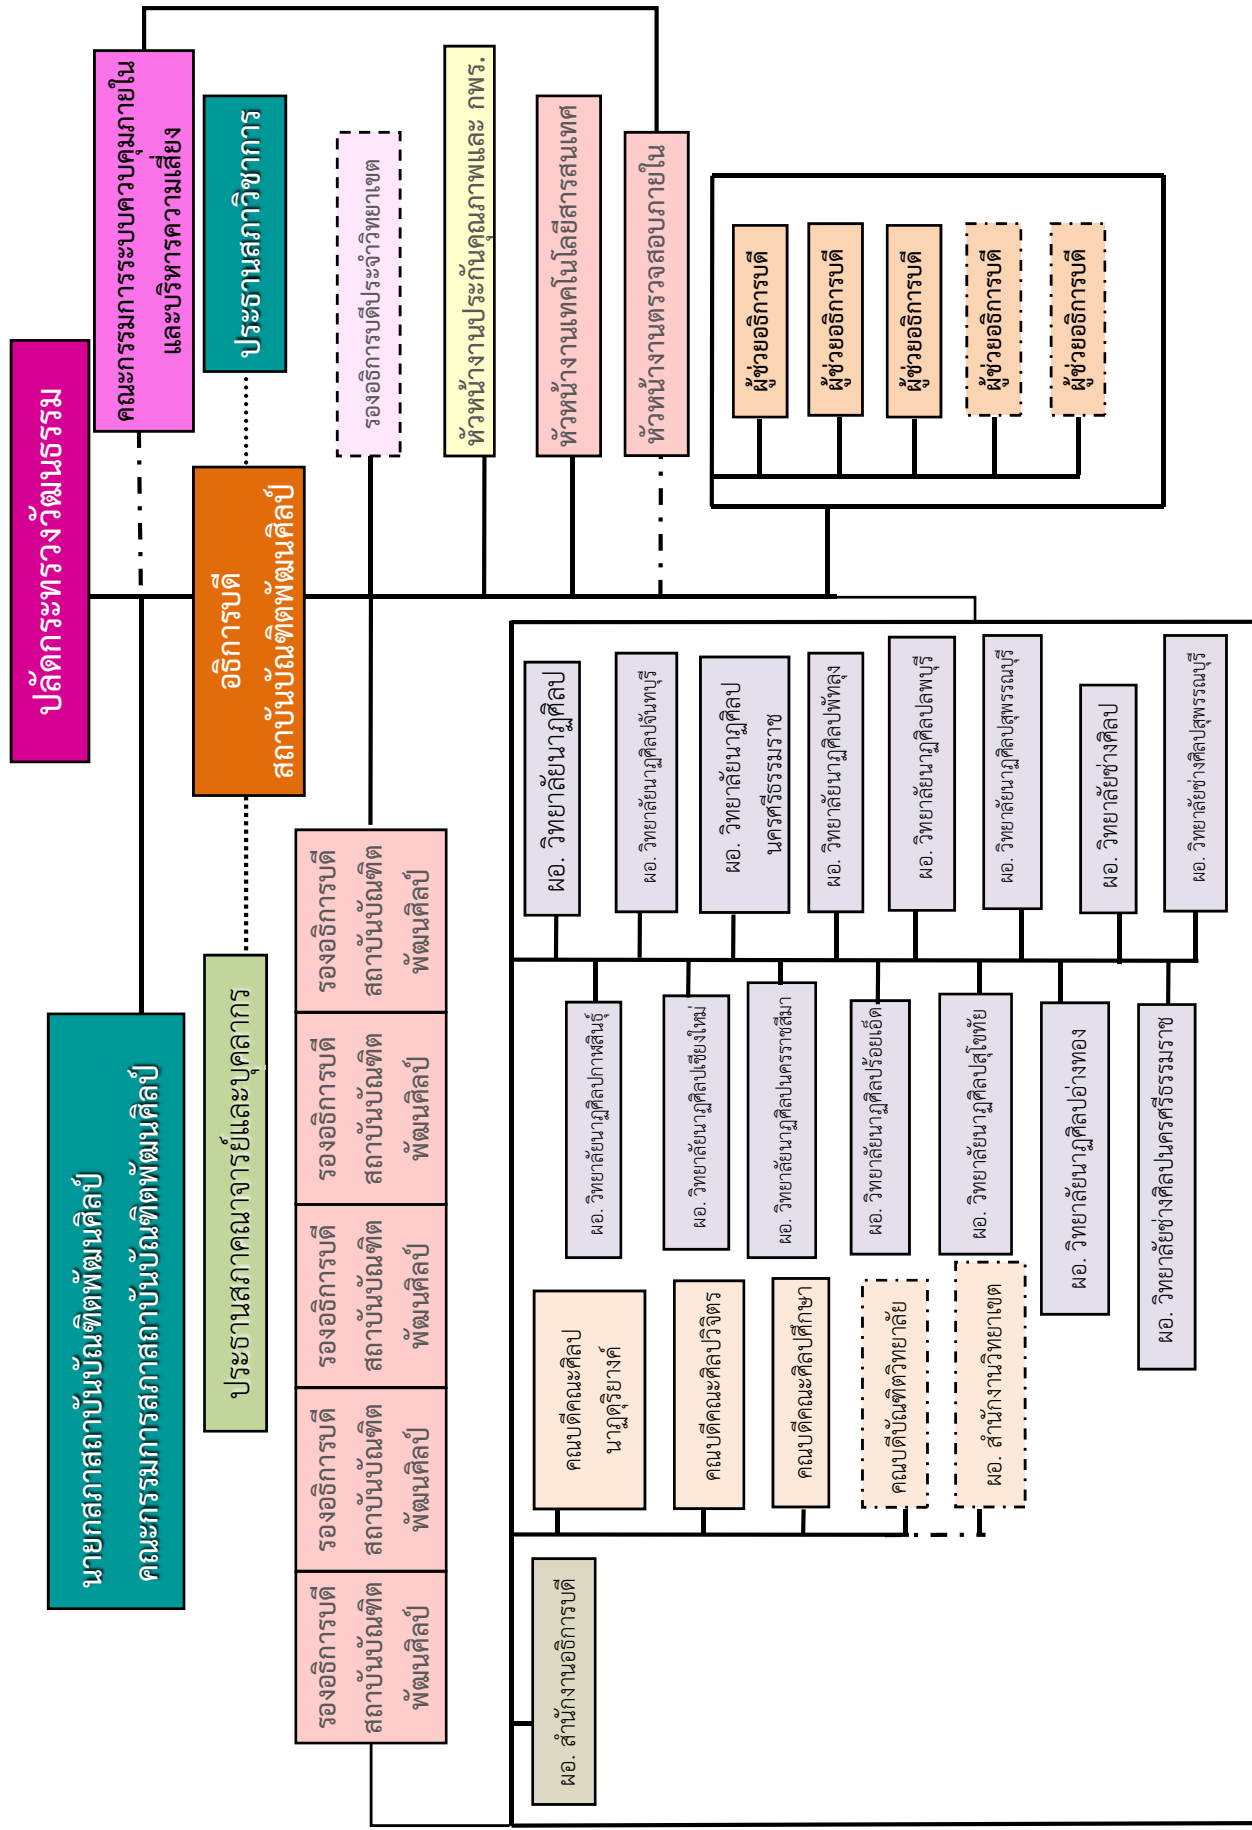 ปลัดกระทรวงวัฒนธรรม
นายกสภาสถาบันบัณฑิตพัฒนศิลป์
คณะกรรมการสภาสถาบันบัณฑิตพัฒนศิลป์
คณะกรรมการระบบควบคุมภายใน
และบริหารความเสี่ยง
ประธานสภาคณาจารย์และบุคลากร
อธิการบดี
สถาบันบัณฑิตพัฒนศิลป์
ประธานสภาวิชาการ
รองอธิการบดี
สถาบันบัณฑิต
พัฒนศิลป์
รองอธิการบดี
สถาบันบัณฑิต
พัฒนศิลป์
รองอธิการบดี
สถาบันบัณฑิต
พัฒนศิลป์
รองอธิการบดี
สถาบันบัณฑิต
พัฒนศิลป์
รองอธิการบดี
สถาบันบัณฑิต
พัฒนศิลป์
รองอธิการบดีประจำวิทยาเขต
หัวหน้างานประกันคุณภาพและ กพร.
หัวหน้างานเทคโนโลยีสารสนเทศ
หัวหน้างานตรวจสอบภายใน
ผู้ช่วยอธิการบดี
ผู้ช่วยอธิการบดี
ผู้ช่วยอธิการบดี
ผู้ช่วยอธิการบดี
ผู้ช่วยอธิการบดี
ผอ. สำนักงานอธิการบดี
คณบดีคณะศิลป
นาฏดุริยางค์
คณบดีคณะศิลปวิจิตร
คณบดีคณะศิลปศึกษา
คณบดีบัณฑิตวิทยาลัย
ผอ. สำนักงานวิทยาเขต
ผอ. วิทยาลัยนาฏศิลปกาฬสินธุ์
ผอ. วิทยาลัยนาฏศิลปเชียงใหม่
ผอ. วิทยาลัยนาฏศิลปนครราชสีมา
ผอ. วิทยาลัยนาฏศิลปร้อยเอ็ด
ผอ. วิทยาลัยนาฏศิลปสุโขทัย
ผอ. วิทยาลัยนาฏศิลปอ่างทอง
ผอ. วิทยาลัยช่างศิลปนครศรีธรรมราช
ผอ. วิทยาลัยนาฏศิลป
ผอ. วิทยาลัยนาฏศิลปจันทบุรี
ผอ. วิทยาลัยนาฏศิลป
นครศรีธรรมราช
ผอ. วิทยาลัยนาฏศิลปพัทลุง
ผอ. วิทยาลัยนาฏศิลปลพบุรี
ผอ. วิทยาลัยนาฏศิลปสุพรรณบุรี
ผอ. วิทยาลัยช่างศิลป
ผอ. วิทยาลัยช่างศิลปสุพรรณบุรี